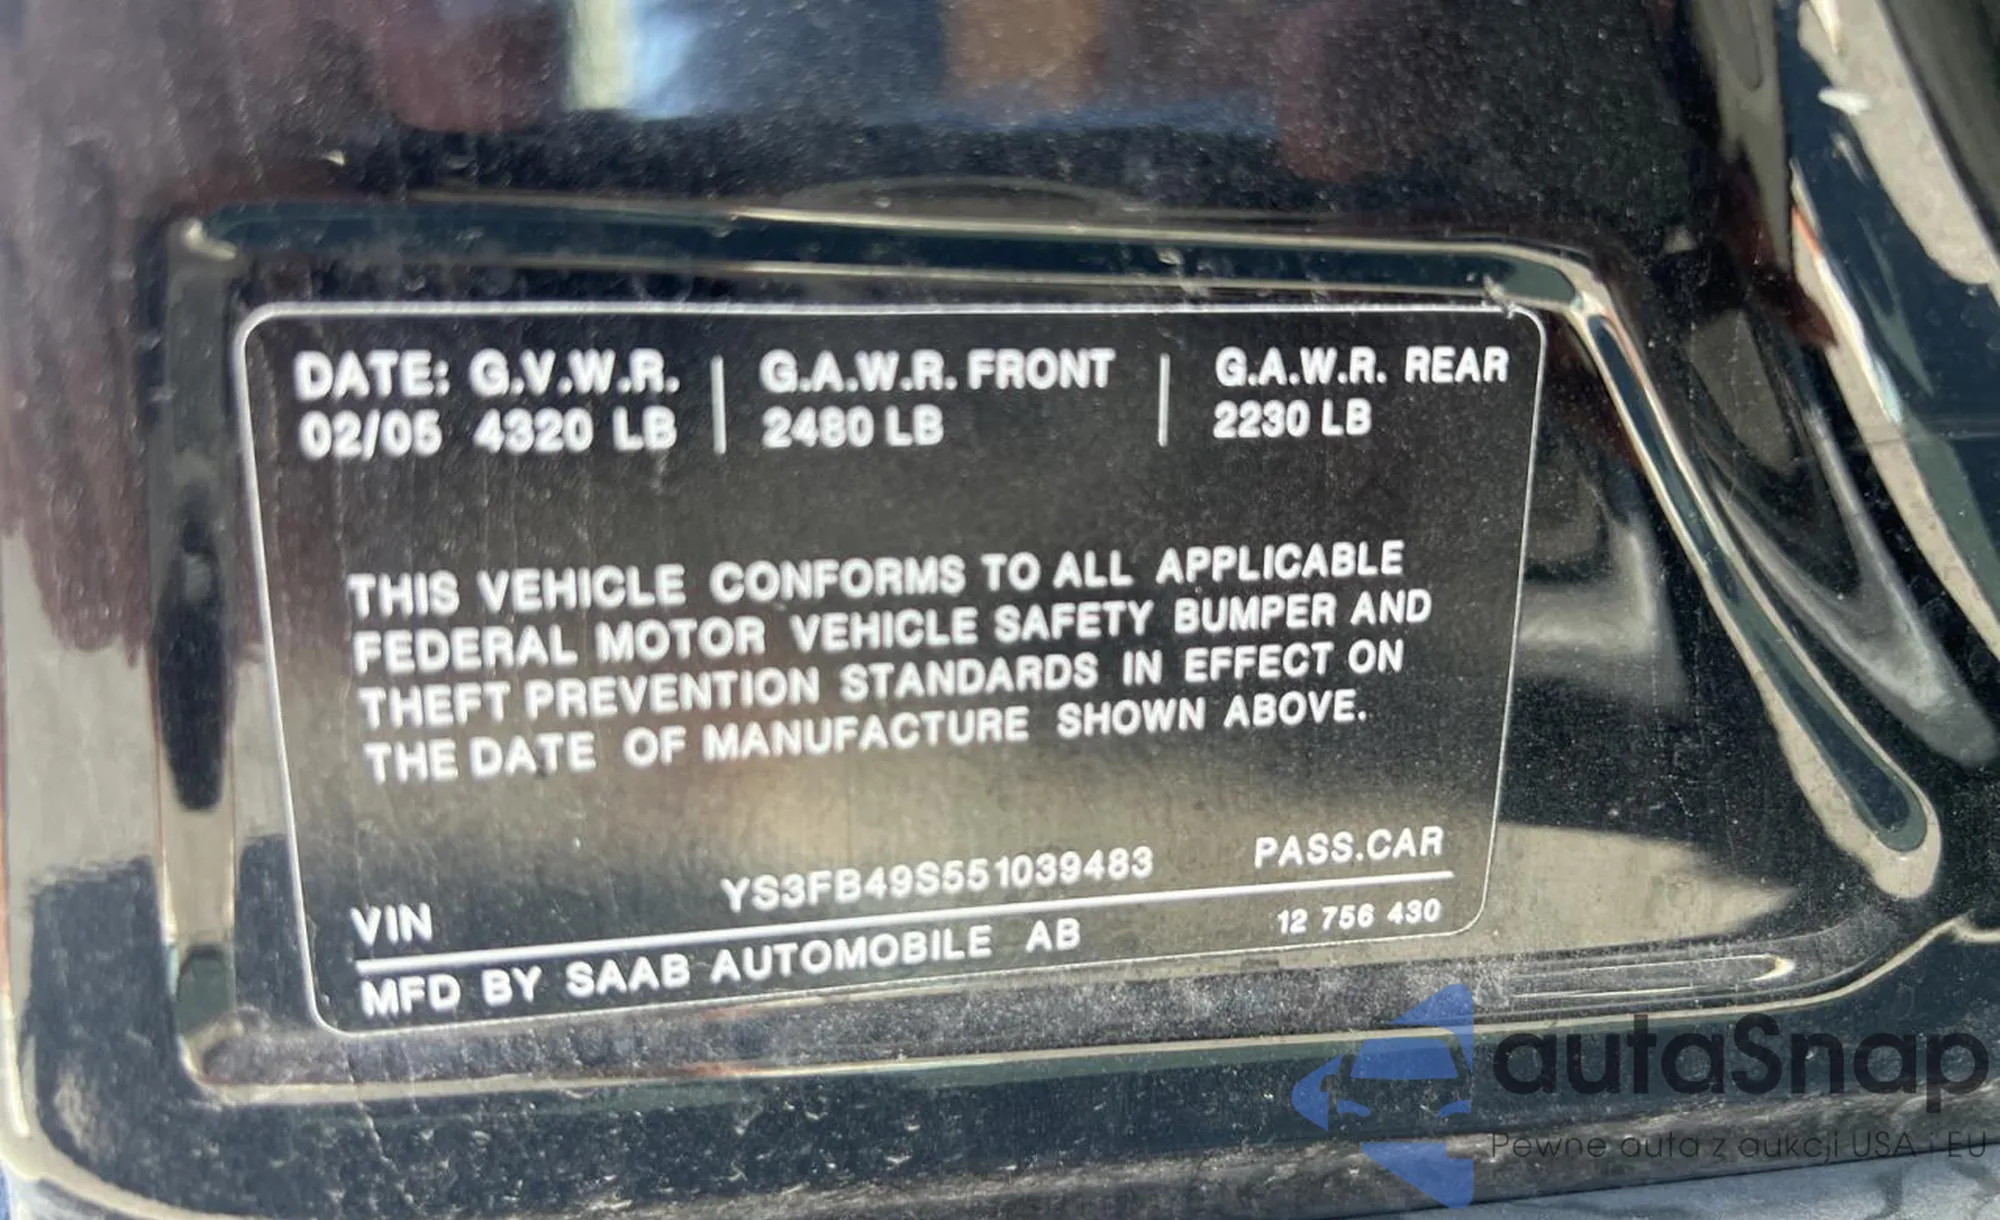 DATE: G.V.W.R. | G.A.W.R. FRONT | G.A.W.R. REAR
02/05 4320 LB | 2480 LB | 2230 LB
THIS VEHICLE CONFORMS TO ALL APPLICABLE
FEDERAL MOTOR VEHICLE SAFETY BUMPER AND
THEFT PREVENTION STANDARDS IN EFFECT ON
THE DATE OF MANUFACTURE SHOWN ABOVE.
VIN YS3FB49S551039483 PASS.CAR
MFD BY SAAB AUTOMOBILE AB 12 756 430
autaSnap
Pewne auta z aukcji USA i EU